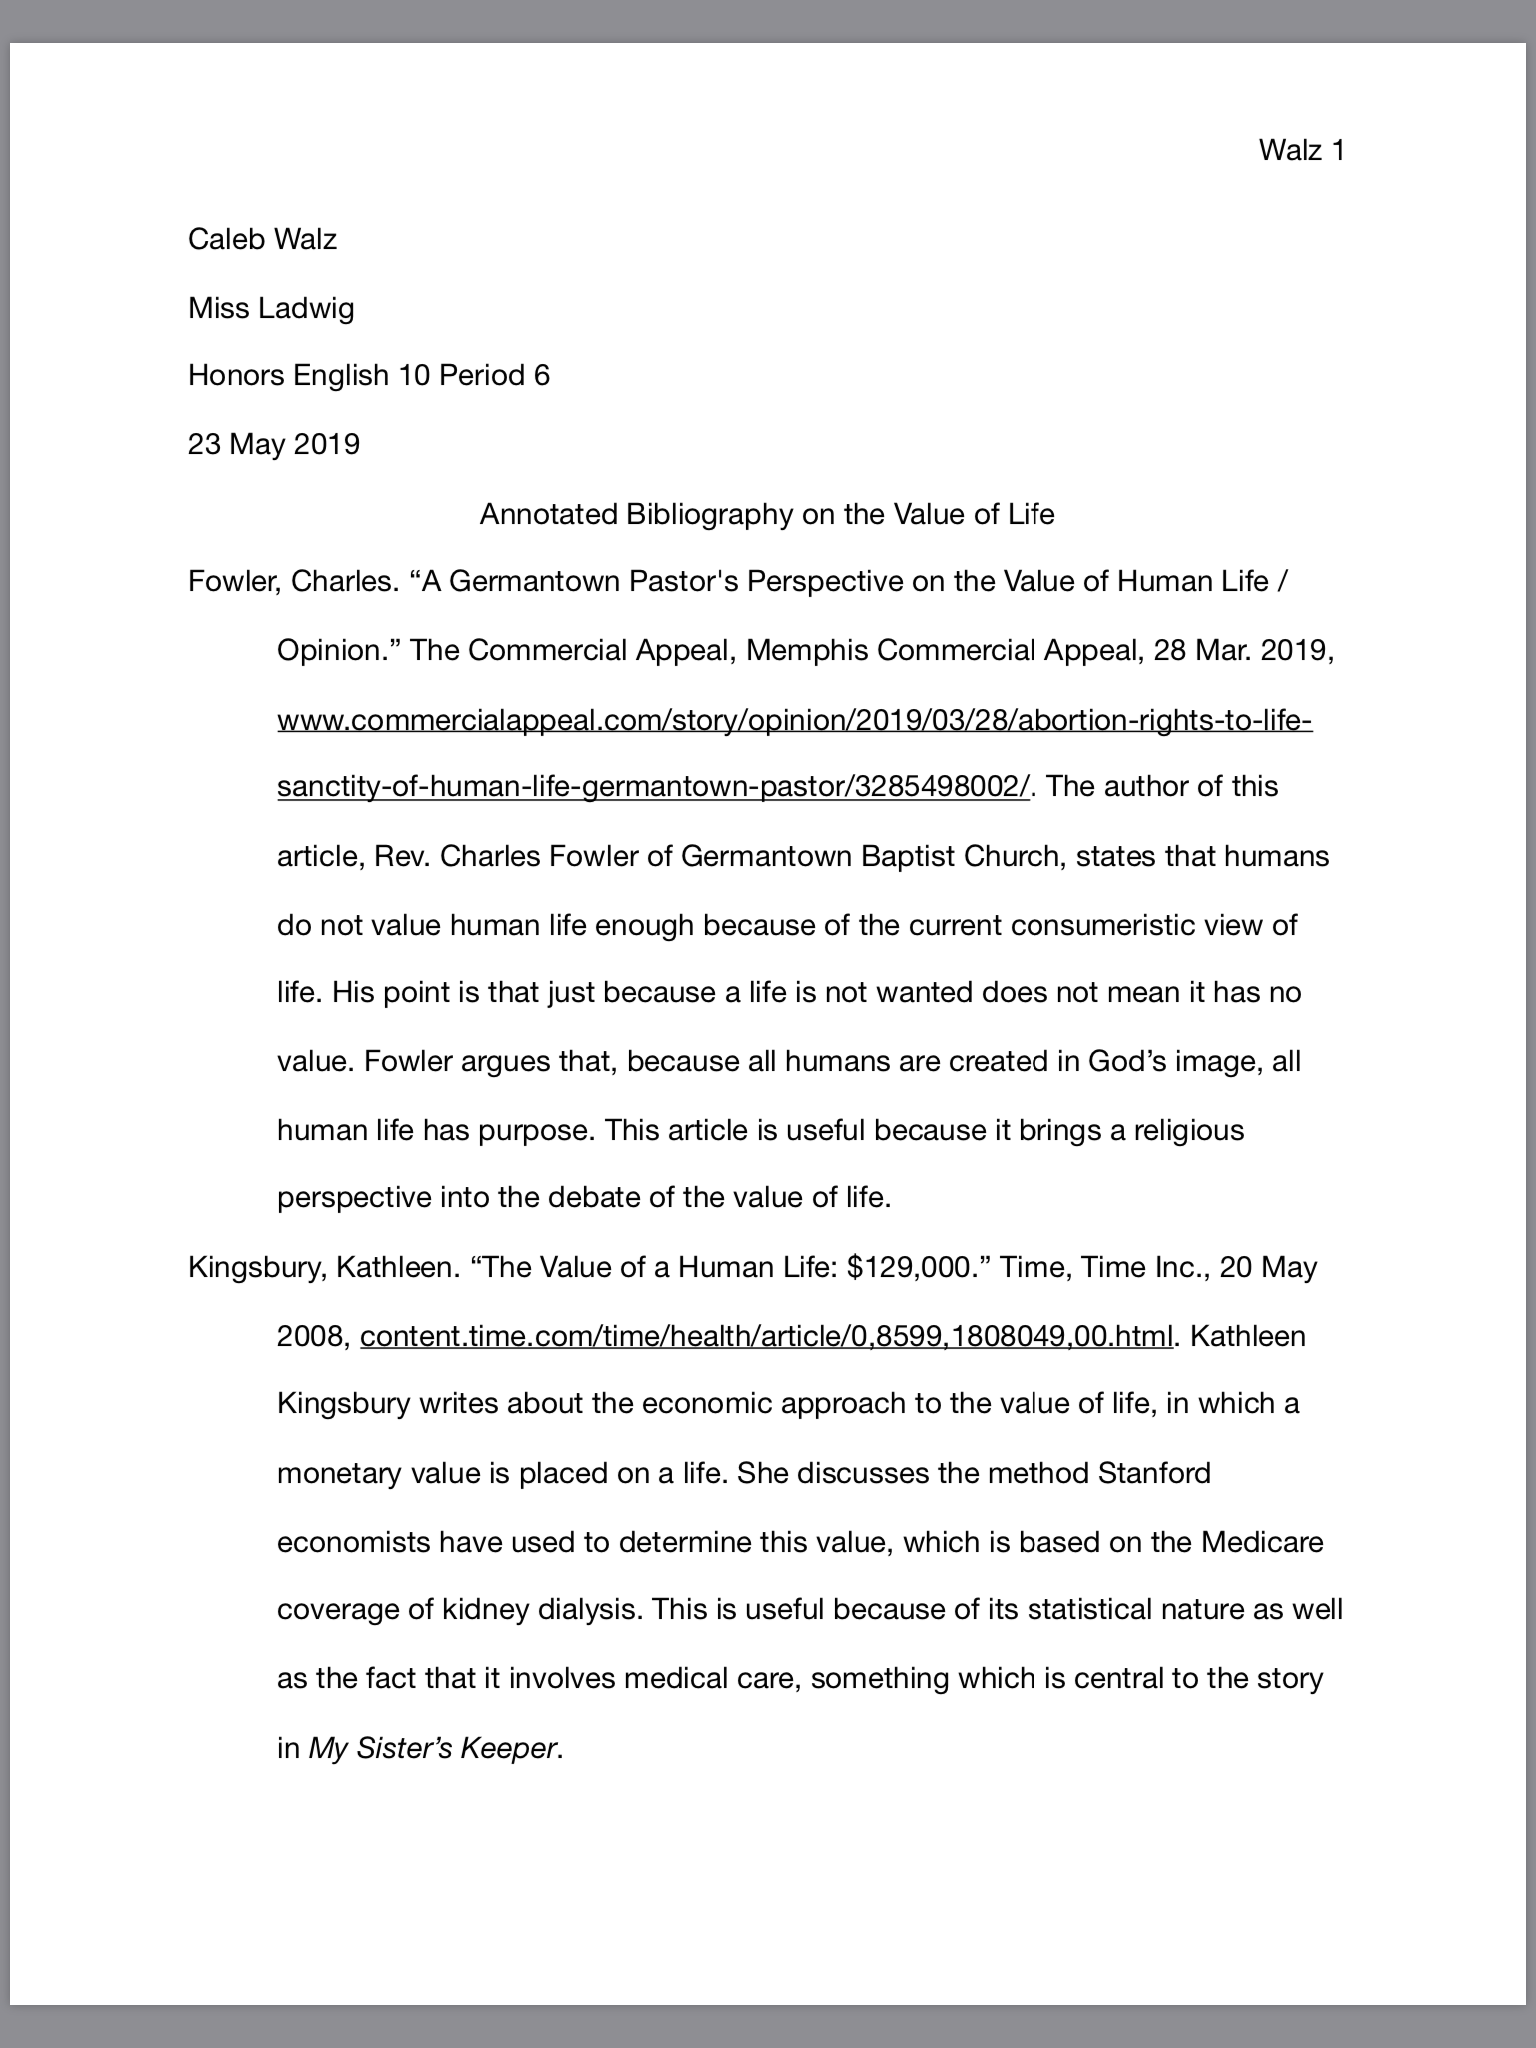 Walz 1
Caleb Walz
Miss Ladwig
Honors English 10 Period 6
23 May 2019
Annotated Bibliography on the Value of Life
Fowler, Charles. “A Germantown Pastor's Perspective on the Value of Human Life /
Opinion.” The Commercial Appeal, Memphis Commercial Appeal, 28 Mar. 2019,
www.commercialappeal.com/story/opinion/2019/03/28/abortion-rights-to-life-
sanctity-of-human-life-germantown-pastor/3285498002/. The author of this
article, Rev. Charles Fowler of Germantown Baptist Church, states that humans
do not value human life enough because of the current consumeristic view of
life. His point is that just because a life is not wanted does not mean it has no
value. Fowler argues that, because all humans are created in God’s image, all
human life has purpose. This article is useful because it brings a religious
perspective into the debate of the value of life.
Kingsbury, Kathleen. “The Value of a Human Life: $129,000.” Time, Time Inc., 20 May
2008, content.time.com/time/health/article/0,8599,1808049,00.html. Kathleen
Kingsbury writes about the economic approach to the value of life, in which a
monetary value is placed on a life. She discusses the method Stanford
economists have used to determine this value, which is based on the Medicare
coverage of kidney dialysis. This is useful because of its statistical nature as well
as the fact that it involves medical care, something which is central to the story
in My Sister’s Keeper.